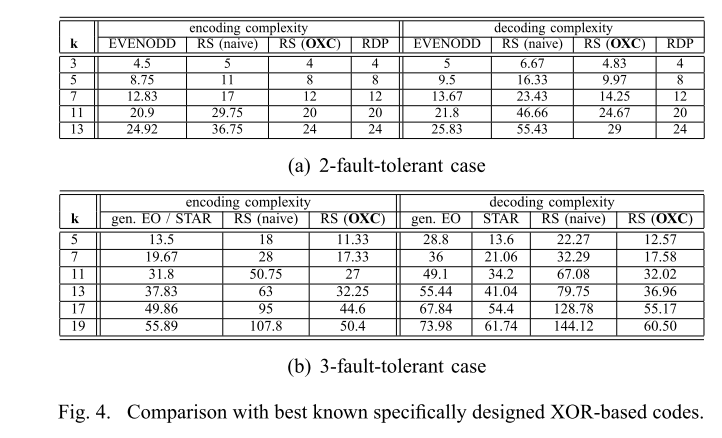 encoding complexity decoding complexity
k EVENODD RS (naive) RS (OXC) RDP EVENODD RS (naive) RS (OXC) RDP
3 4.5 5 4 4 5 6.67 4.83 4
5 8.75 11 8 8 9.5 16.33 9.97 8
7 12.83 17 12 12 13.67 23.43 14.25 12
11 20.9 29.75 20 20 21.8 46.66 24.67 20
13 24.92 36.75 24 24 25.83 55.43 29 24
(a) 2-fault-tolerant case
encoding complexity decoding complexity
k gen. EO / STAR RS (naive) RS (OXC) gen. EO STAR RS (naive) RS (OXC)
5 13.5 18 11.33 28.8 13.6 22.27 12.57
7 19.67 28 17.33 36 21.06 32.29 17.58
11 31.8 50.75 27 49.1 34.2 67.08 32.02
13 37.83 63 32.25 55.44 41.04 79.75 36.96
17 49.86 95 44.6 67.84 54.4 128.78 55.17
19 55.89 107.8 50.4 73.98 61.74 144.12 60.50
(b) 3-fault-tolerant case
Fig. 4. Comparison with best known specifically designed XOR-based codes.